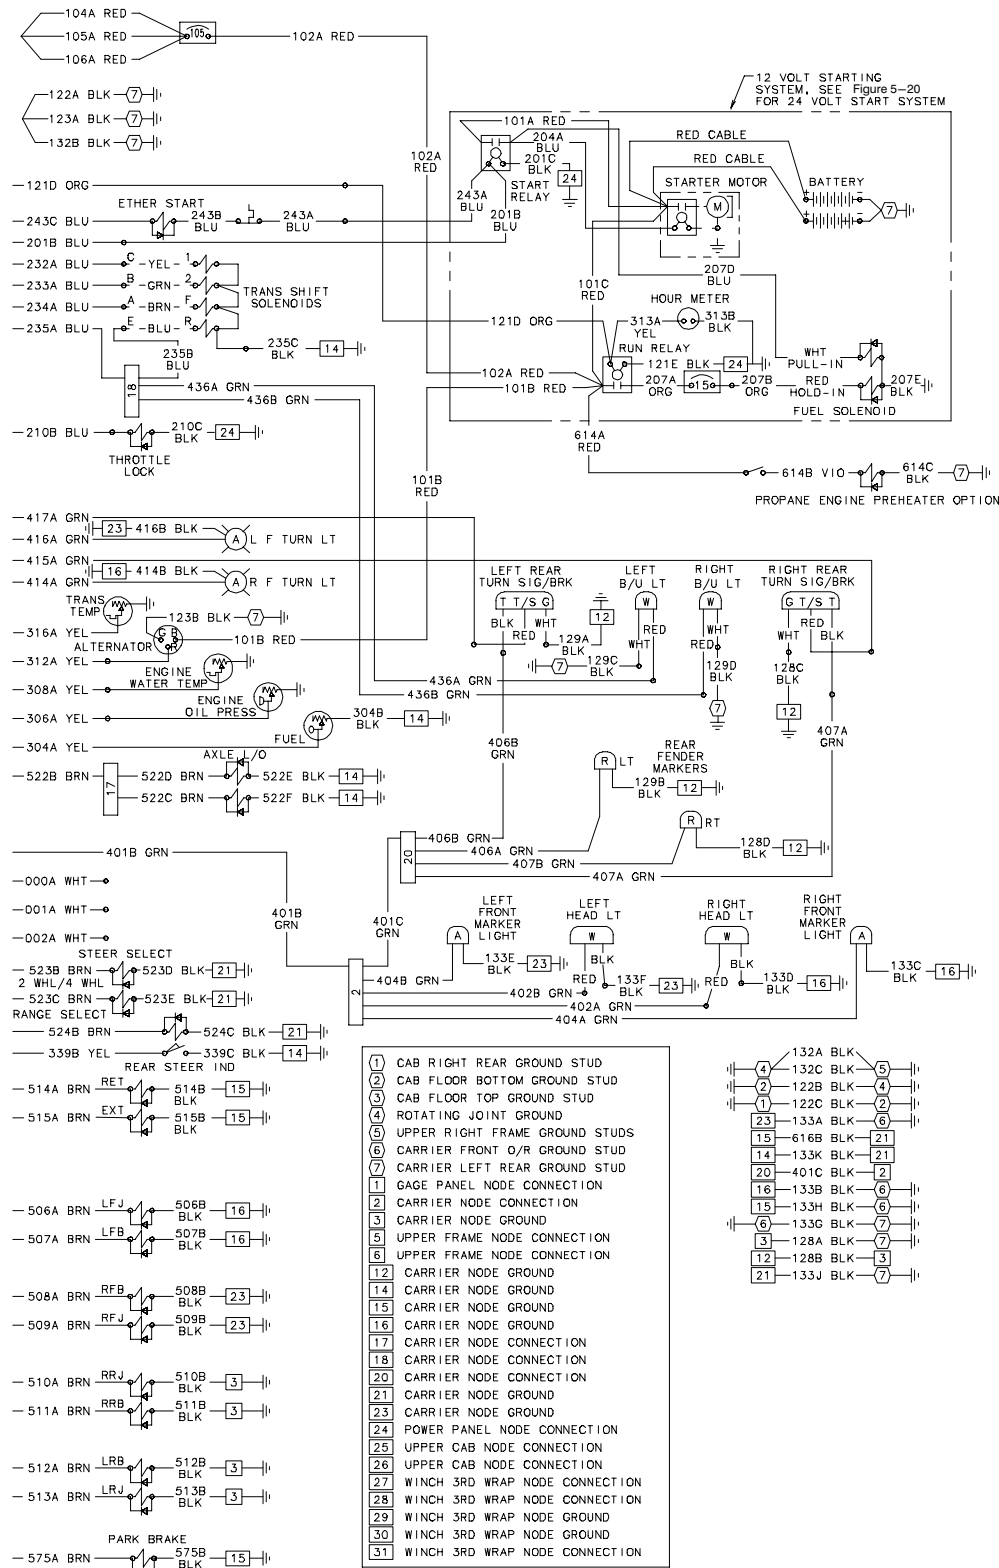 104A RED
105A RED
106A RED
105
102A RED
122A BLK 7
123A BLK 7
132B BLK 7
12 VOLT STARTING
SYSTEM, SEE Figure 5–20
FOR 24 VOLT START SYSTEM
101A RED
204A
BLU
201C
BLK
24
START
RELAY
243A
BLU
201B
BLU
RED CABLE
RED CABLE
STARTER MOTOR
M
BATTERY
+ -
+ -
7
102A
RED
121D ORG
ETHER START
243C BLU
243B
BLU
243A
BLU
201B BLU
232A BLU C -YEL- 1
233A BLU B -GRN- 2
234A BLU A -BRN- F
235A BLU E -BLU- R
TRANS SHIFT
SOLENOIDS
235C
BLK
14
235B
BLU
18
436A GRN
436B GRN
101C
RED
207D
BLU
HOUR METER
121D ORG
313A
YEL
313B
BLK
RUN RELAY
121E BLK 24
102A RED
101B RED
207A
ORG
15
207B
ORG
WHT
PULL-IN
RED
HOLD-IN
207E
BLK
FUEL SOLENOID
210B BLU
210C
BLK
24
THROTTLE
LOCK
614A
RED
101B
RED
614B VIO
614C
BLK
7
PROPANE ENGINE PREHEATER OPTION
417A GRN
23 416B BLK
416A GRN
A L F TURN LT
415A GRN
16 414B BLK
414A GRN
A R F TURN LT
TRANS
TEMP
316A YEL
123B BLK 7
ALTERNATOR
G B
R
101B RED
312A YEL
ENGINE
WATER TEMP
308A YEL
ENGINE
OIL PRESS
306A YEL
FUEL
304B
BLK
14
304A YEL
LEFT REAR
TURN SIG/BRK
T T/S G
BLK
RED
WHT
12
129A
BLK
LEFT
B/U LT
W
RED
WHT
7 129C
BLK
RIGHT
B/U LT
W
WHT
RED
129D
BLK
7
RIGHT REAR
TURN SIG/BRK
G T/S T
WHT
RED
BLK
128C
BLK
12
436A GRN
436B GRN
407A
GRN
406B
GRN
AXLE L/O
522B BRN
17
522D BRN 522E BLK 14
522C BRN 522F BLK 14
R LT
REAR
FENDER
MARKERS
129B
BLK
12
R RT
128D
BLK
12
20
406B GRN
406A GRN
407B GRN
407A GRN
401B GRN
000A WHT
001A WHT
002A WHT
401B
GRN
401C
GRN
2
LEFT
FRONT
MARKER
LIGHT
A
133E
BLK
23
LEFT
HEAD LT
W
BLK
RED
133F
BLK
23
RIGHT
HEAD LT
W
BLK
RED
133D
BLK
16
RIGHT
FRONT
MARKER
LIGHT
A
133C
BLK
16
404B GRN
402B GRN
402A GRN
404A GRN
STEER SELECT
523B BRN 523D BLK 21
2 WHL/4 WHL
523C BRN 523E BLK 21
RANGE SELECT
524B BRN 524C BLK 21
339B YEL 339C BLK 14
REAR STEER IND
514A BRN RET 514B
BLK
15
515A BRN EXT 515B
BLK
15
506A BRN LFJ 506B
BLK
16
507A BRN LFB 507B
BLK
16
508A BRN RFB 508B
BLK
23
509A BRN RFJ 509B
BLK
23
510A BRN RRJ 510B
BLK
3
511A BRN RRB 511B
BLK
3
512A BRN LRB 512B
BLK
3
513A BRN LRJ 513B
BLK
3
PARK BRAKE
575A BRN 575B
BLK
15
1 CAB RIGHT REAR GROUND STUD
2 CAB FLOOR BOTTOM GROUND STUD
3 CAB FLOOR TOP GROUND STUD
4 ROTATING JOINT GROUND
5 UPPER RIGHT FRAME GROUND STUDS
6 CARRIER FRONT O/R GROUND STUD
7 CARRIER LEFT REAR GROUND STUD
1 GAGE PANEL NODE CONNECTION
2 CARRIER NODE CONNECTION
3 CARRIER NODE GROUND
5 UPPER FRAME NODE CONNECTION
6 UPPER FRAME NODE CONNECTION
12 CARRIER NODE GROUND
14 CARRIER NODE GROUND
15 CARRIER NODE GROUND
16 CARRIER NODE GROUND
17 CARRIER NODE CONNECTION
18 CARRIER NODE CONNECTION
20 CARRIER NODE CONNECTION
21 CARRIER NODE GROUND
23 CARRIER NODE GROUND
24 POWER PANEL NODE CONNECTION
25 UPPER CAB NODE CONNECTION
26 UPPER CAB NODE CONNECTION
27 WINCH 3RD WRAP NODE CONNECTION
28 WINCH 3RD WRAP NODE CONNECTION
29 WINCH 3RD WRAP NODE GROUND
30 WINCH 3RD WRAP NODE GROUND
31 WINCH 3RD WRAP NODE CONNECTION
132A BLK
4 132C BLK 5
2 122B BLK 4
1 122C BLK 2
23 133A BLK 6
15 616B BLK 21
14 133K BLK 21
20 401C BLK 2
16 133B BLK 6
15 133H BLK 6
6 133G BLK 7
3 128A BLK 7
12 128B BLK 3
21 133J BLK 7